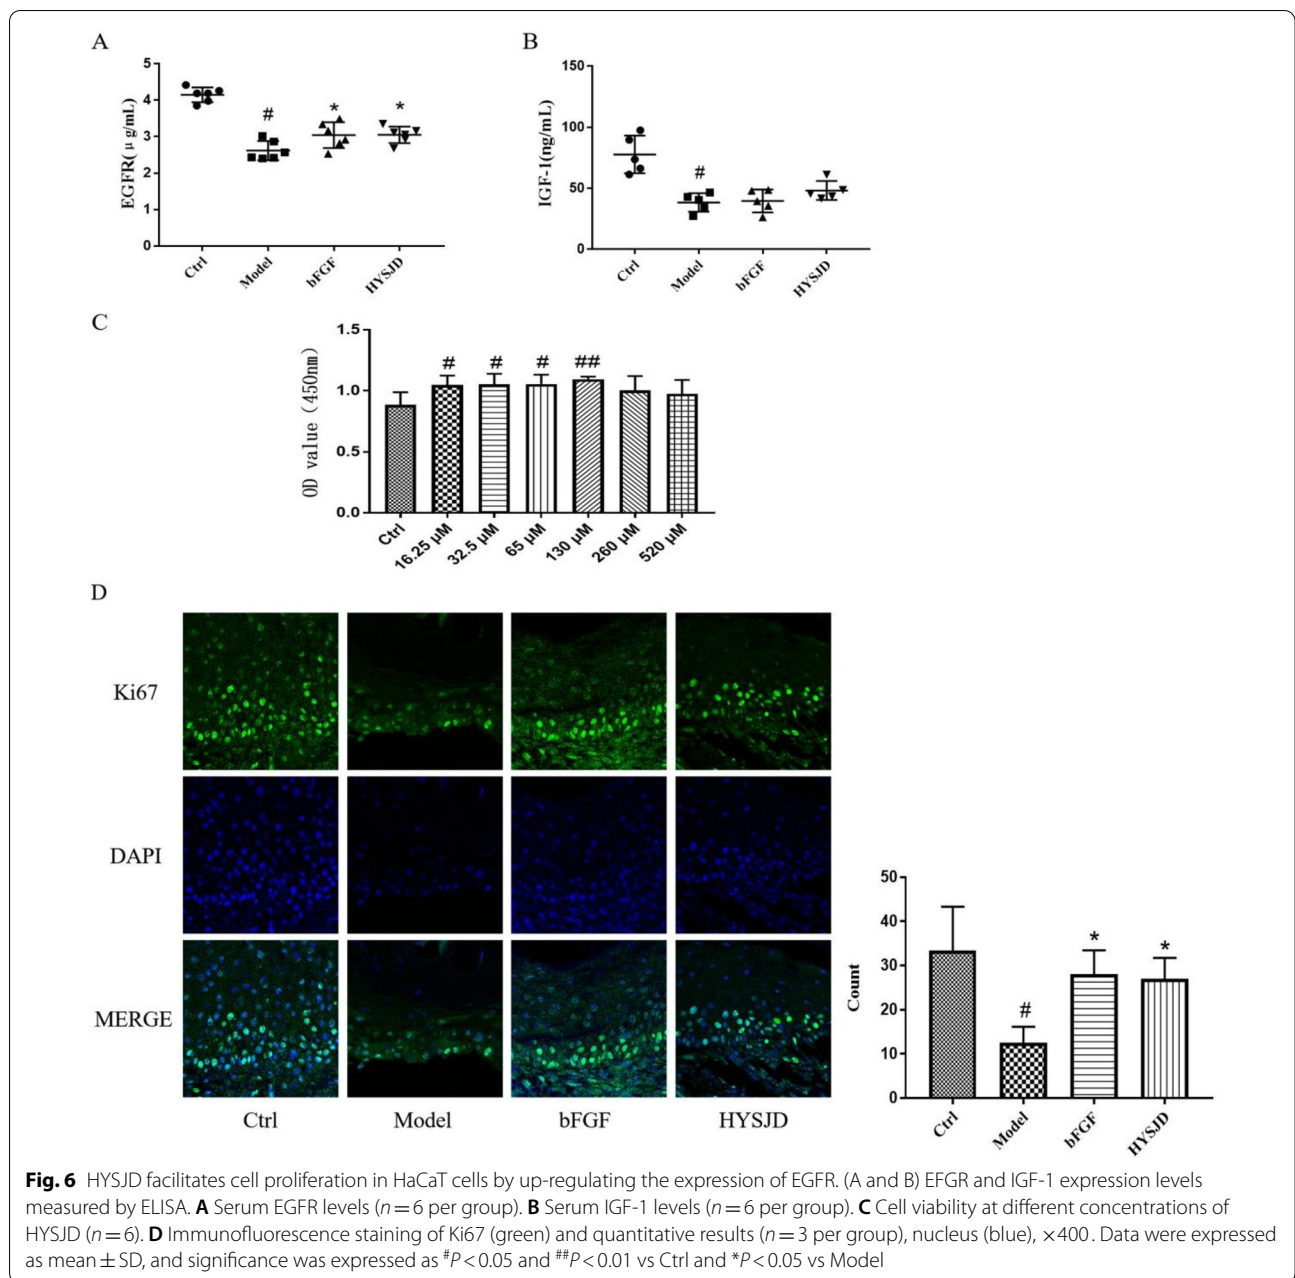 A
5
4
3
2
1
0
EGFR(μ g/mL)
#
*
*
Ctrl
Model
bFGF
HYSJD
B
150
100
50
0
IGF-1(ng/mL)
#
Ctrl
Model
bFGF
HYSJD
C
1.5
1.0
0.5
0.0
OD value (450nm)
#
#
#
##
Ctrl
16.25 μM
32.5 μM
65 μM
130 μM
260 μM
520 μM
D
Ki67
DAPI
MERGE
Ctrl
Model
bFGF
HYSJD
50
40
30
20
10
0
Count
#
*
*
Ctrl
Model
bFGF
HYSJD
Fig. 6 HYSJD facilitates cell proliferation in HaCaT cells by up-regulating the expression of EGFR. (A and B) EFGR and IGF-1 expression levels
measured by ELISA. A Serum EGFR levels (n = 6 per group). B Serum IGF-1 levels (n = 6 per group). C Cell viability at different concentrations of
HYSJD (n = 6). D Immunofluorescence staining of Ki67 (green) and quantitative results (n = 3 per group), nucleus (blue), ×400. Data were expressed
as mean ± SD, and significance was expressed as #P < 0.05 and ##P < 0.01 vs Ctrl and *P < 0.05 vs Model